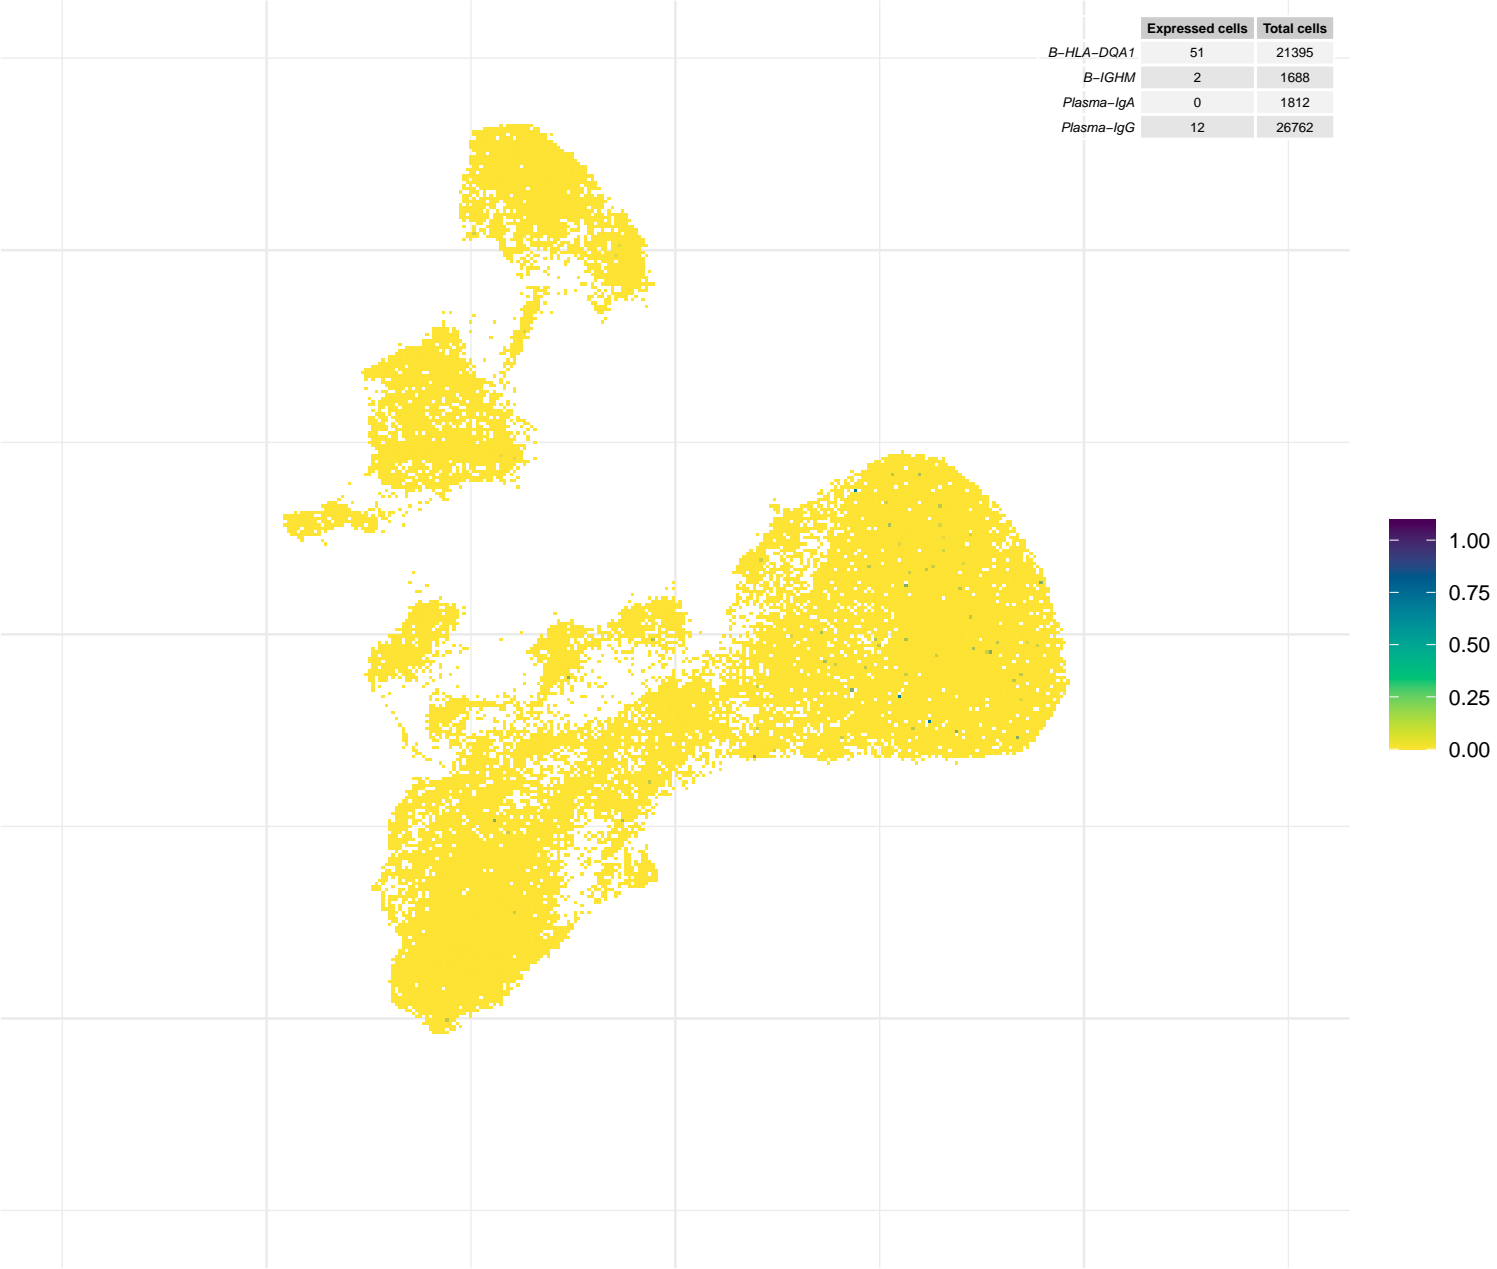 Expressed cells Total cells
B−HLA−DQA1 51 21395
B−IGHM 2 1688
Plasma−IgA 0 1812
Plasma−IgG 12 26762
1.00
0.75
0.50
0.25
0.00